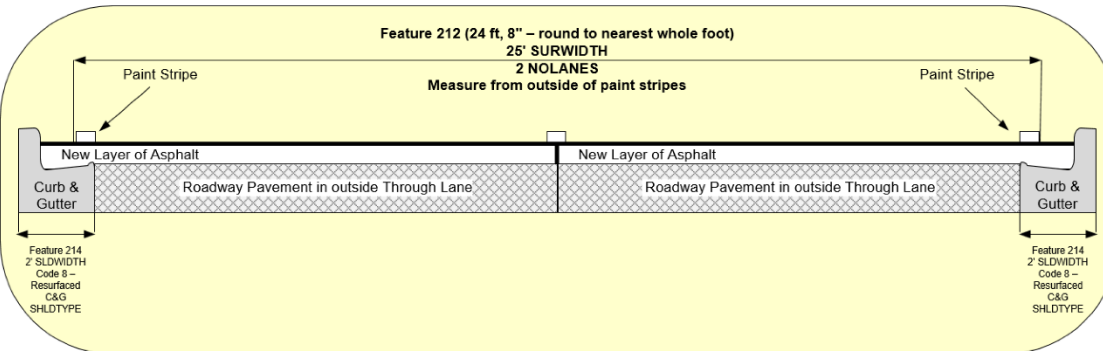 Feature 212 (24 ft, 8" – round to nearest whole foot)
25' SURWIDTH
2 NOLANES
Measure from outside of paint stripes
Paint Stripe
Paint Stripe
New Layer of Asphalt
New Layer of Asphalt
Curb &
Gutter
Roadway Pavement in outside Through Lane
Roadway Pavement in outside Through Lane
Curb &
Gutter
Feature 214
2' SLDWIDTH
Code 8 –
Resurfaced
C&G
SHLDTYPE
Feature 214
2' SLDWIDTH
Code 8 –
Resurfaced
C&G
SHLDTYPE